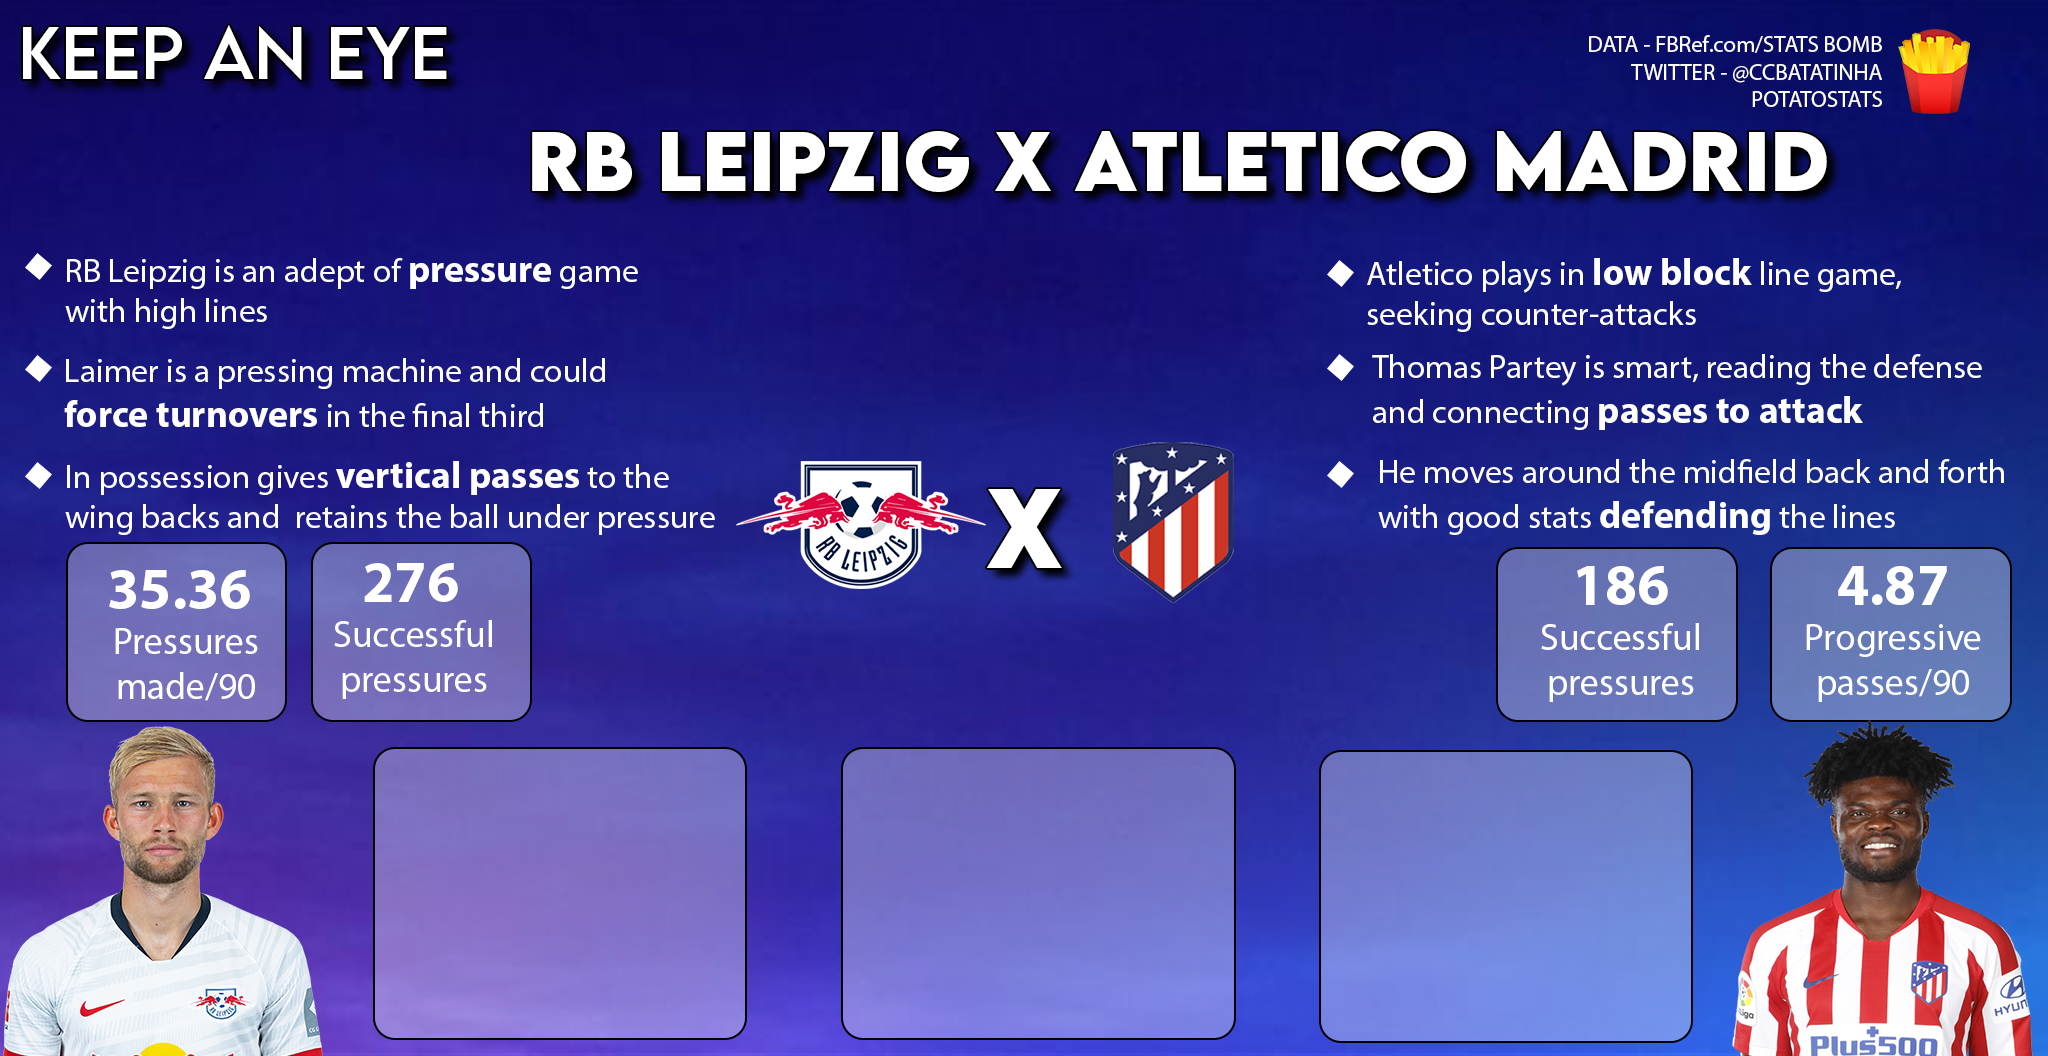 KEEP AN EYE
DATA - FBRef.com/STATS BOMB
TWITTER - @CCBATATINHA
POTATOSTATS
RB LEIPZIG X ATLETICO MADRID
RB Leipzig is an adept of pressure game
with high lines
Laimer is a pressing machine and could
force turnovers in the final third
In possession gives vertical passes to the
wing backs and retains the ball under pressure
35.36
Pressures
made/90
276
Successful
pressures
RB LEIPZIG
X
Atletico plays in low block line game,
seeking counter-attacks
Thomas Partey is smart, reading the defense
and connecting passes to attack
He moves around the midfield back and forth
with good stats defending the lines
186
Successful
pressures
4.87
Progressive
passes/90
RB LEIPZIG
Plus500